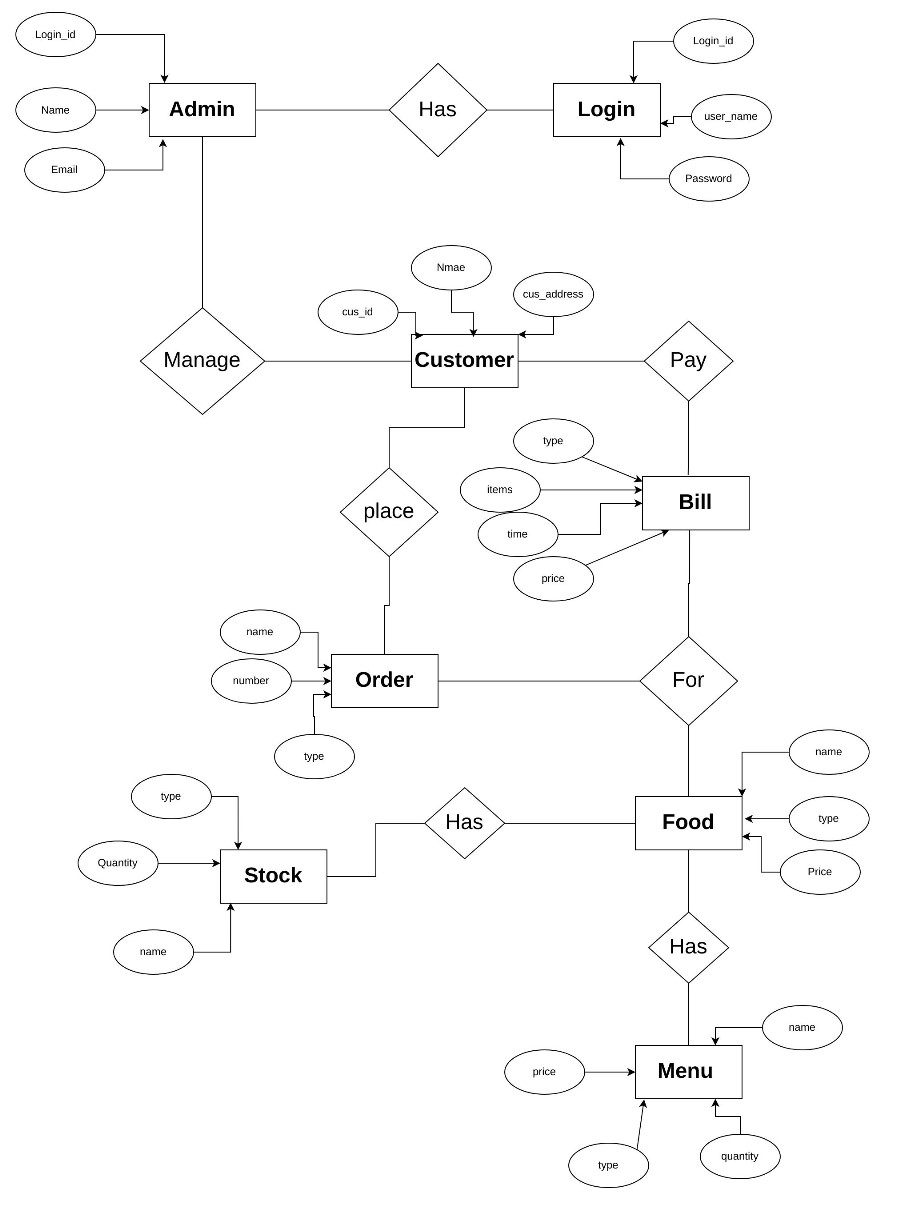 Login_id
Login_id
Name
Admin
Has
Login
user_name
Email
Password
Nmae
cus_id
cus_address
Manage
Customer
Pay
type
items
Bill
time
place
price
name
number
Order
For
type
name
type
Has
Food
type
Quantity
Stock
Price
name
Has
name
price
Menu
type
quantity